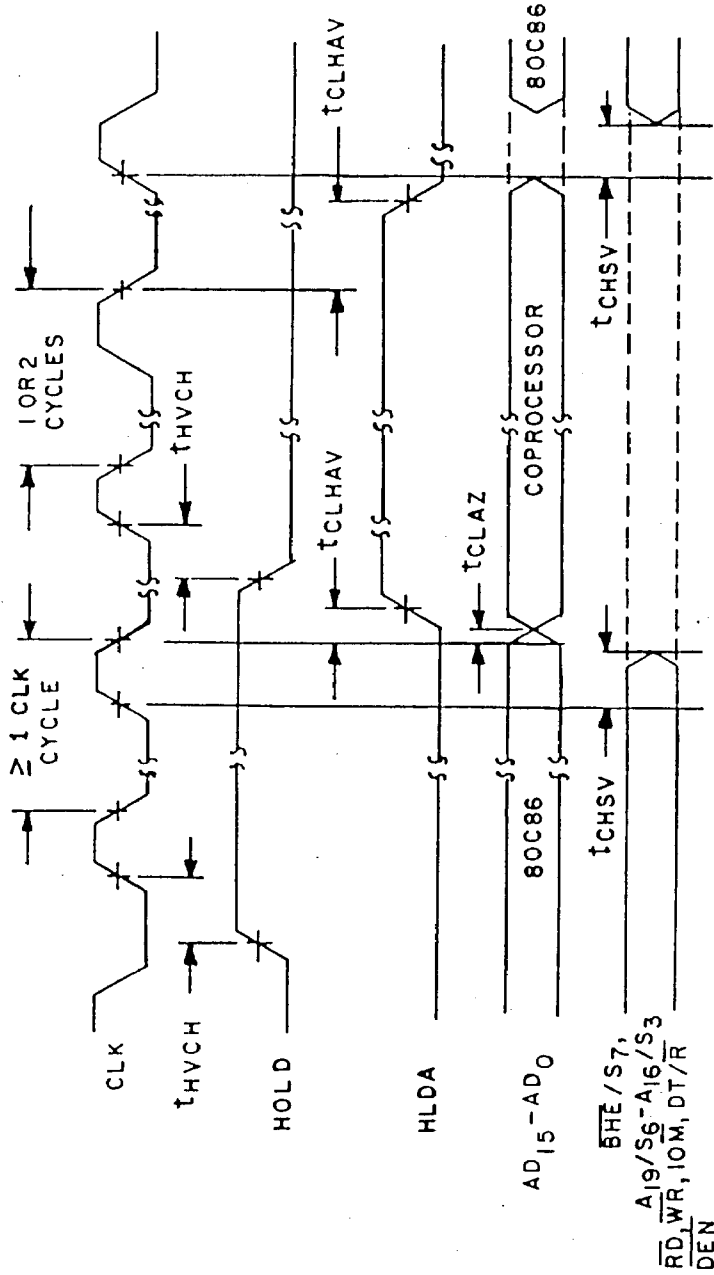 ≥ 1 CLK
CYCLE
1 OR 2
CYCLES
CLK
tHVCH
tHVCH
HOLD
tCLHAV
tCLHAV
HLDA
tCLAZ
AD15-AD0
80C86
COPROCESSOR
80C86
tCHSV
tCHSV
BHE/S7,
A19/S6-A16/S3
RD, WR, IOM, DT/R
DEN